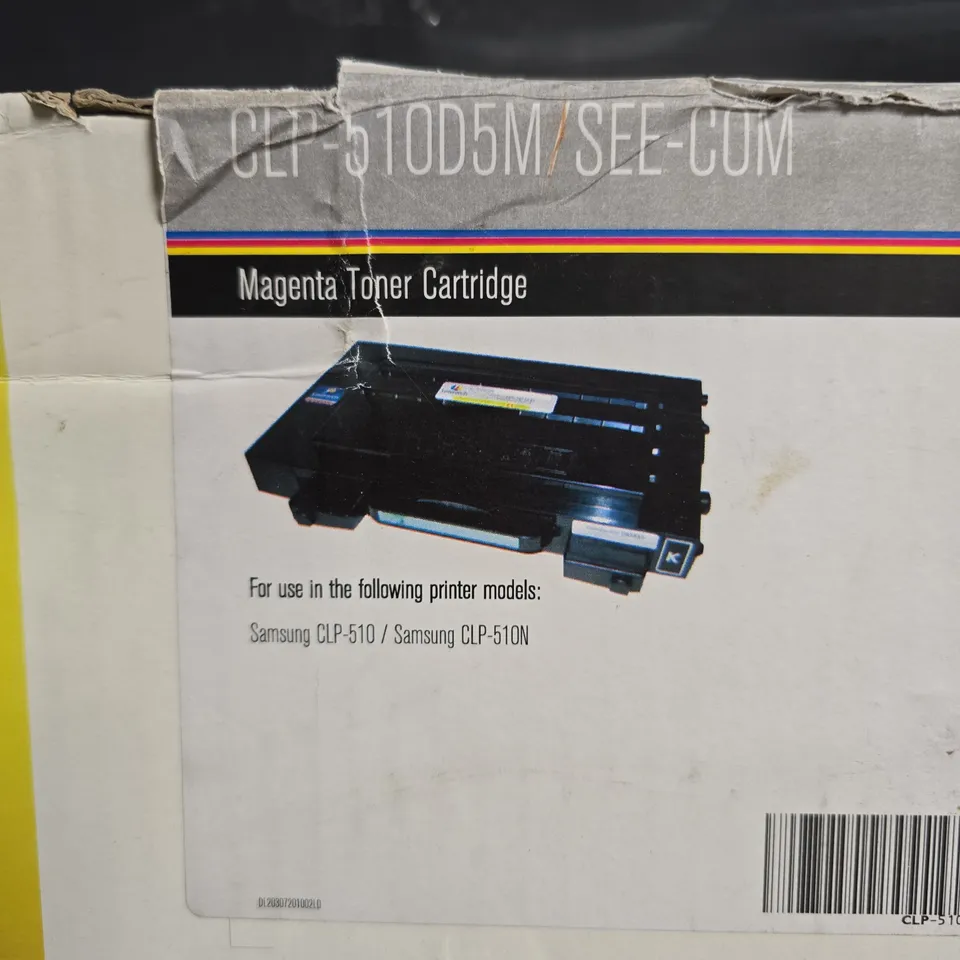 CLP-510D5M/SEE-COM
Magenta Toner Cartridge
K
For use in the following printer models:
Samsung CLP-510 / Samsung CLP-510N
DL20307201002LD
CLP-510